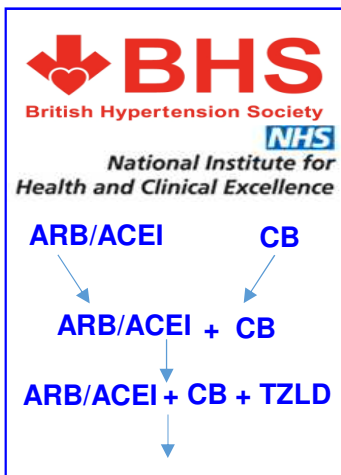 BHS
British Hypertension Society
NHS
National Institute for
Health and Clinical Excellence
ARB/ACEI CB
ARB/ACEI + CB
ARB/ACEI + CB + TZLD